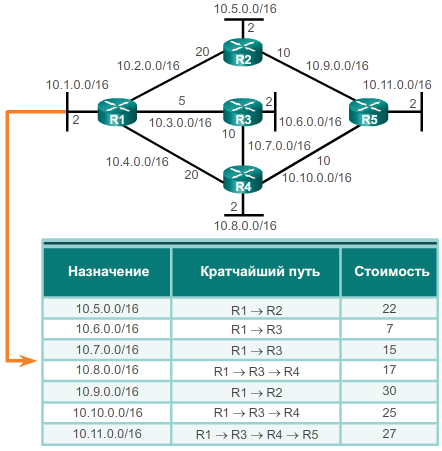 10.5.0.0/16
2
20
10
R2
10.2.0.0/16
10.9.0.0/16
10.1.0.0/16
10.11.0.0/16
5
2
R1
R3
R5
2
10.3.0.0/16
10.6.0.0/16
2
10
10.7.0.0/16
10.4.0.0/16
10
20
R4
10.10.0.0/16
2
10.8.0.0/16
Назначение Кратчайший путь Стоимость
10.5.0.0/16 R1 → R2 22
10.6.0.0/16 R1 → R3 7
10.7.0.0/16 R1 → R3 15
10.8.0.0/16 R1 → R3 → R4 17
10.9.0.0/16 R1 → R2 30
10.10.0.0/16 R1 → R3 → R4 25
10.11.0.0/16 R1 → R3 → R4 → R5 27